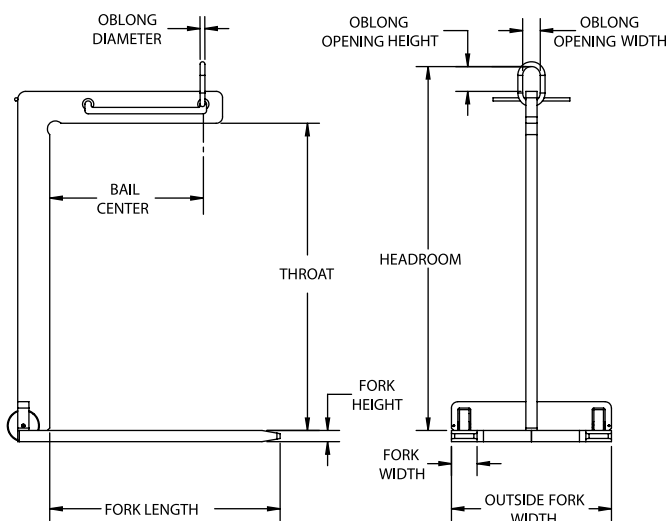 OBLONG
DIAMETER
OBLONG
OPENING HEIGHT
OBLONG
OPENING WIDTH
BAIL
CENTER
THROAT
HEADROOM
FORK
HEIGHT
FORK
WIDTH
FORK LENGTH
OUTSIDE FORK
WIDTH